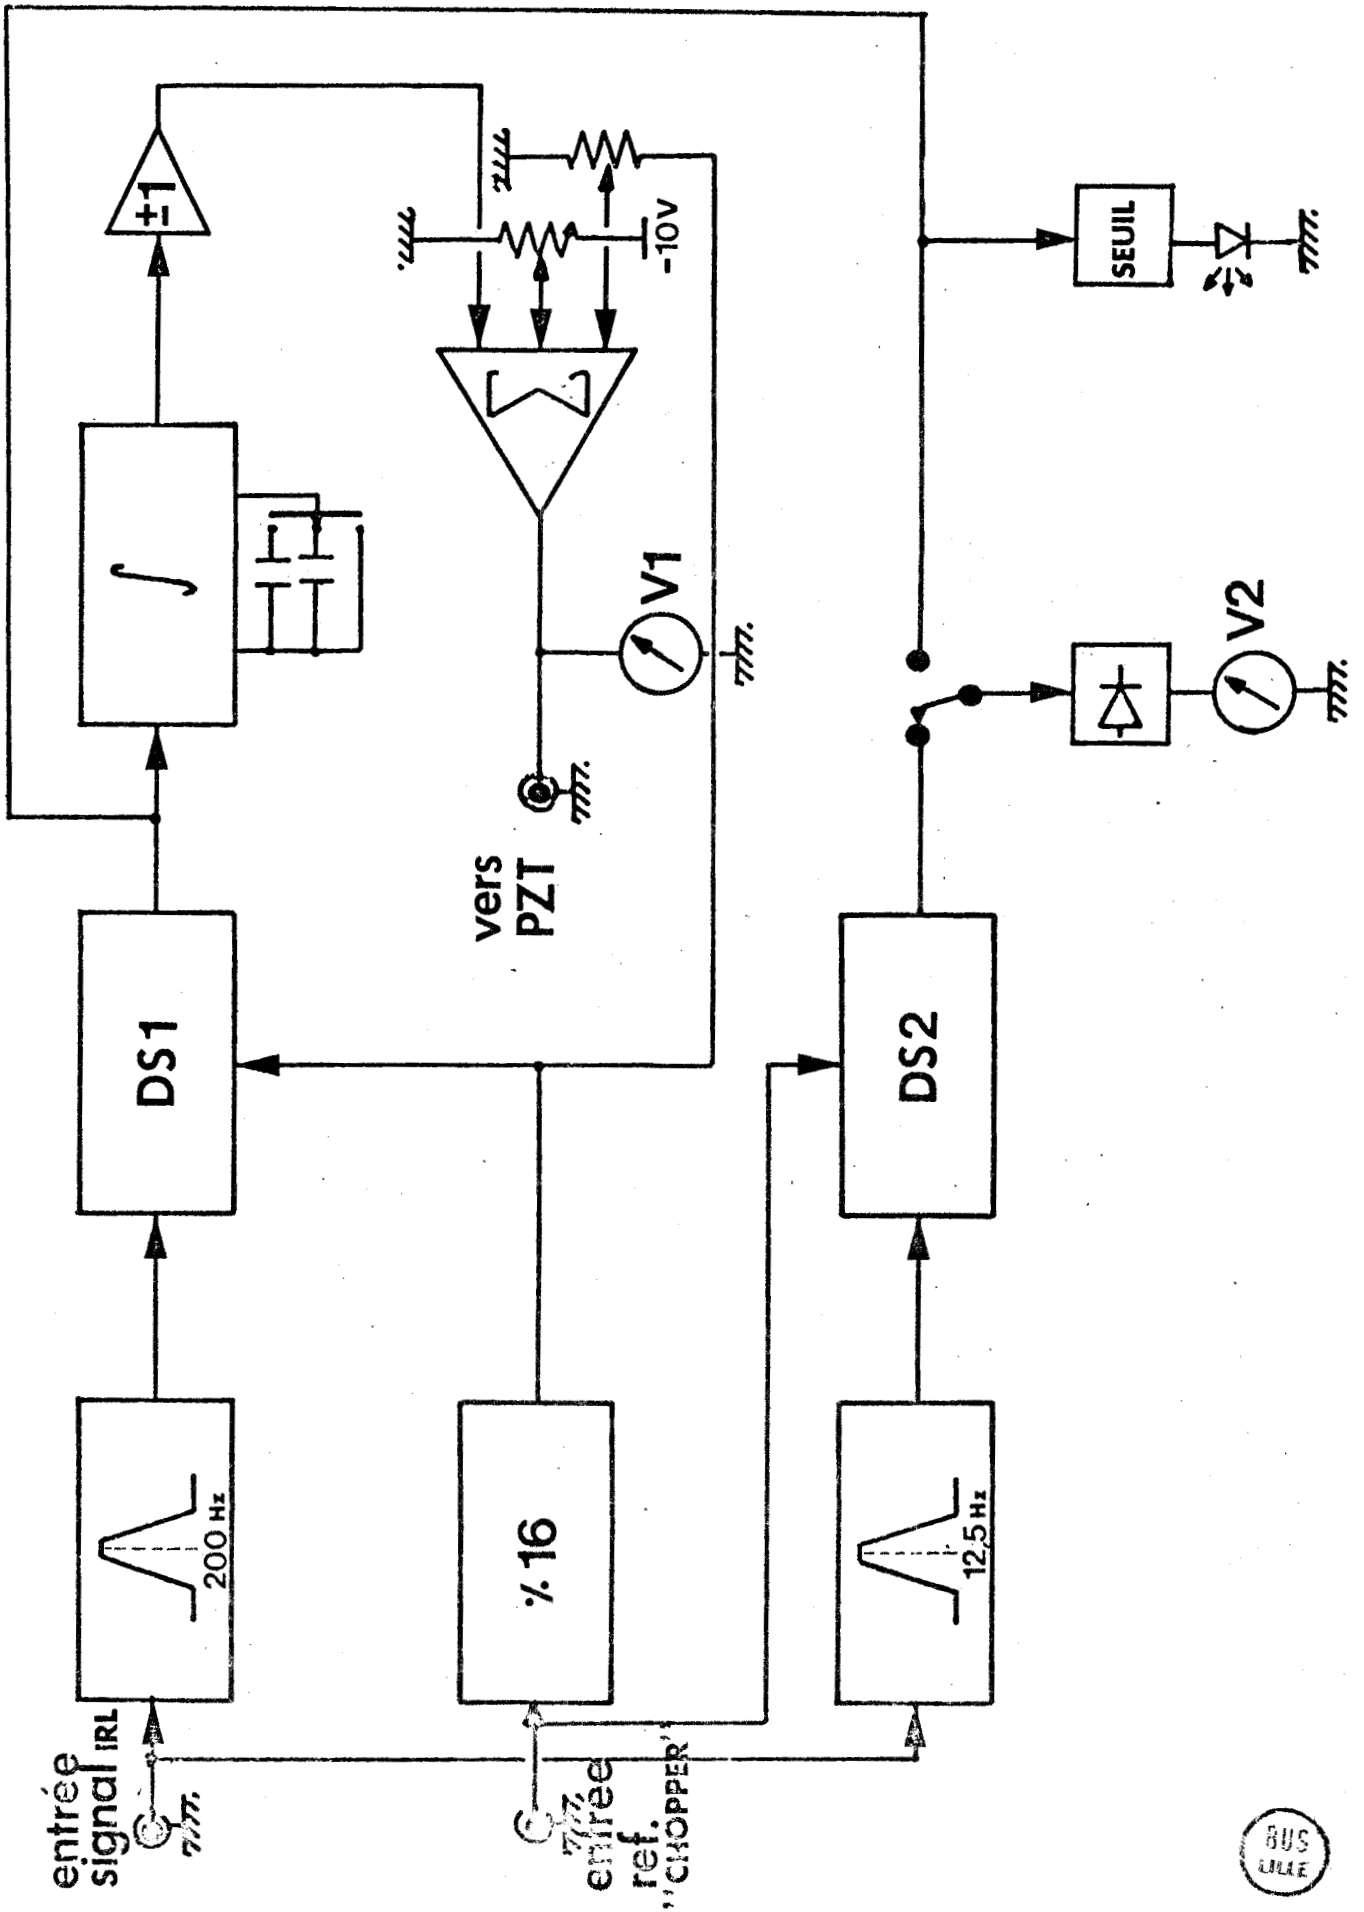 entrée
signal IRL
200 Hz
DS1
∫
±1
entrée
ref.
"CHOPPER"
% 16
vers
PZT
V1
Σ
-10V
12,5 Hz
DS2
V2
SEUIL
BUS
LILLE